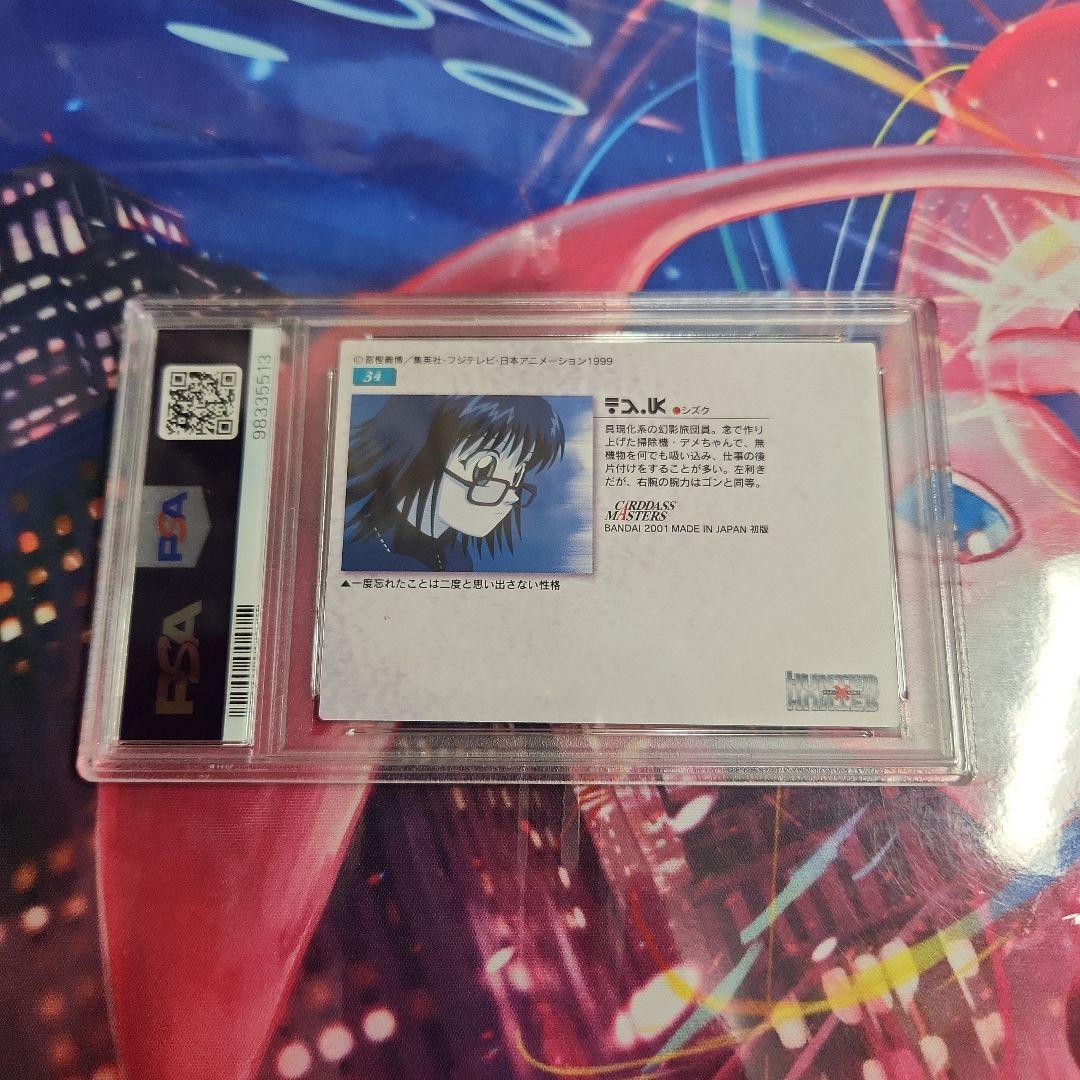 98335513
PSA
PSA
©冨樫義博／集英社・フジテレビ・日本アニメーション1999
34
●シズク
具現化系の幻影旅団員。念で作り
上げた掃除機・デメちゃんで、無
機物を何でも吸い込み、仕事の後
片付けをすることが多い。左利き
だが、右腕の腕力はゴンと同等。
CARDDASS
MASTERS
BANDAI 2001 MADE IN JAPAN 初版
▲一度忘れたことは二度と思い出さない性格
HUNTER
HUNTER